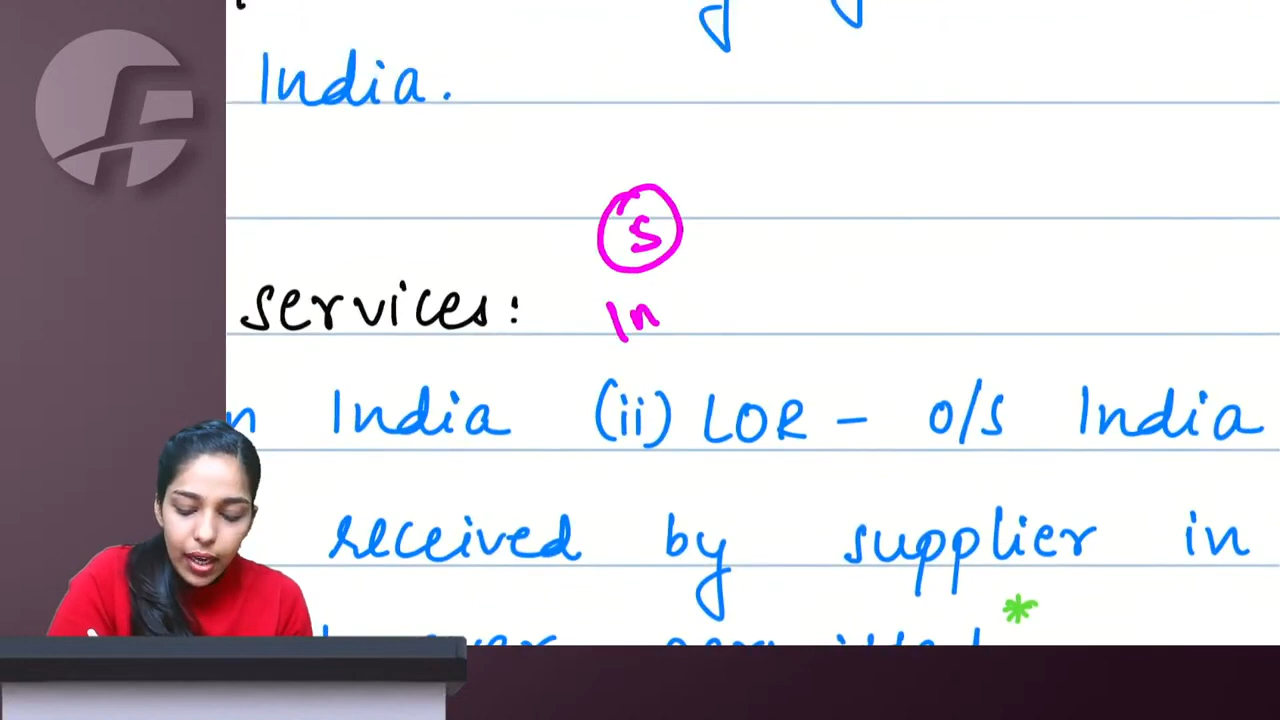 India.
S
services: In
n India (ii) LOR - O/S India
received by supplier in
*